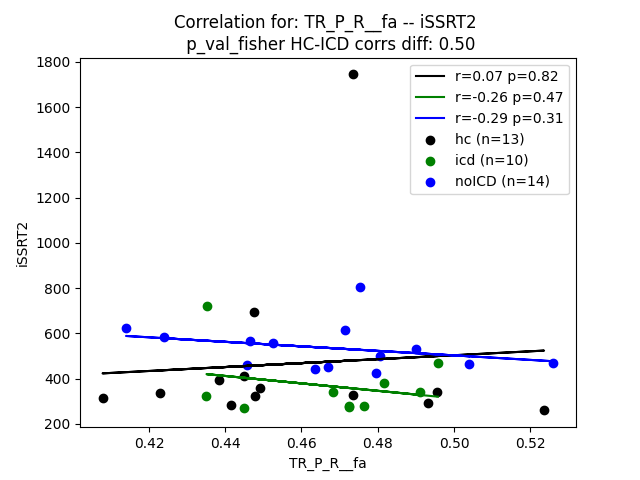 Correlation for: TR_P_R__fa -- iSSRT2
p_val_fisher HC-ICD corrs diff: 0.50
1800
1600
1400
1200
1000
800
600
400
200
iSSRT2
r=0.07 p=0.82
r=-0.26 p=0.47
r=-0.29 p=0.31
hc (n=13)
icd (n=10)
noICD (n=14)
0.42 0.44 0.46 0.48 0.50 0.52
TR_P_R__fa